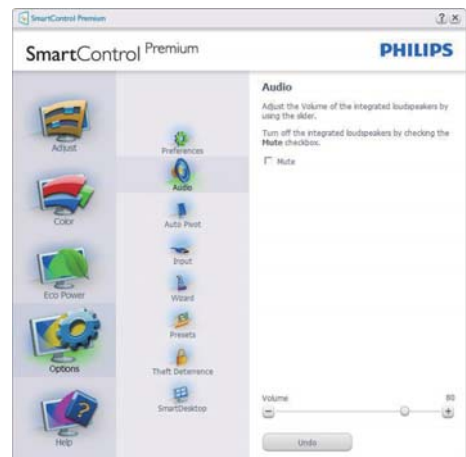 SmartControl Premium
? X
SmartControl Premium
PHILIPS
Adjust
Color
Eco Power
Options
Help
Preferences
Audio
Auto Pivot
Input
Wizard
Presets
Theft Deterrence
SmartDesktop
Audio
Adjust the Volume of the integrated loudspeakers by
using the slider.
Turn off the integrated loudspeakers by checking the
Mute checkbox.
Mute
Volume 80
Undo